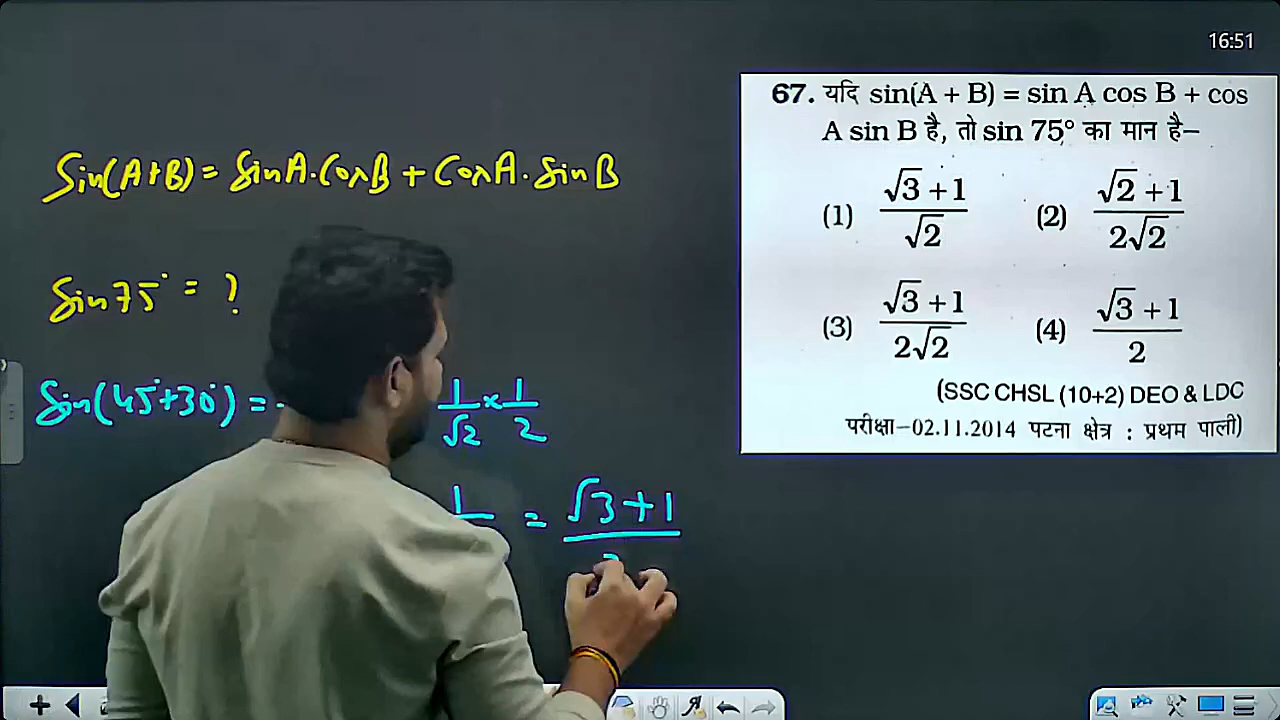 16:51
67. यदि sin(A + B) = sin A cos B + cos
A sin B है, तो sin 75° का मान है–
(1) √3 + 1 / √2 (2) √2 + 1 / 2√2
(3) √3 + 1 / 2√2 (4) √3 + 1 / 2
(SSC CHSL (10+2) DEO & LDC
परीक्षा–02.11.2014 पटना क्षेत्र : प्रथम पाली)
Sin(A+B) = SinA·CosB + CosA·SinB
Sin75° = ?
Sin(45°+30°) = 1/√2 × 1/2
1 = √3+1